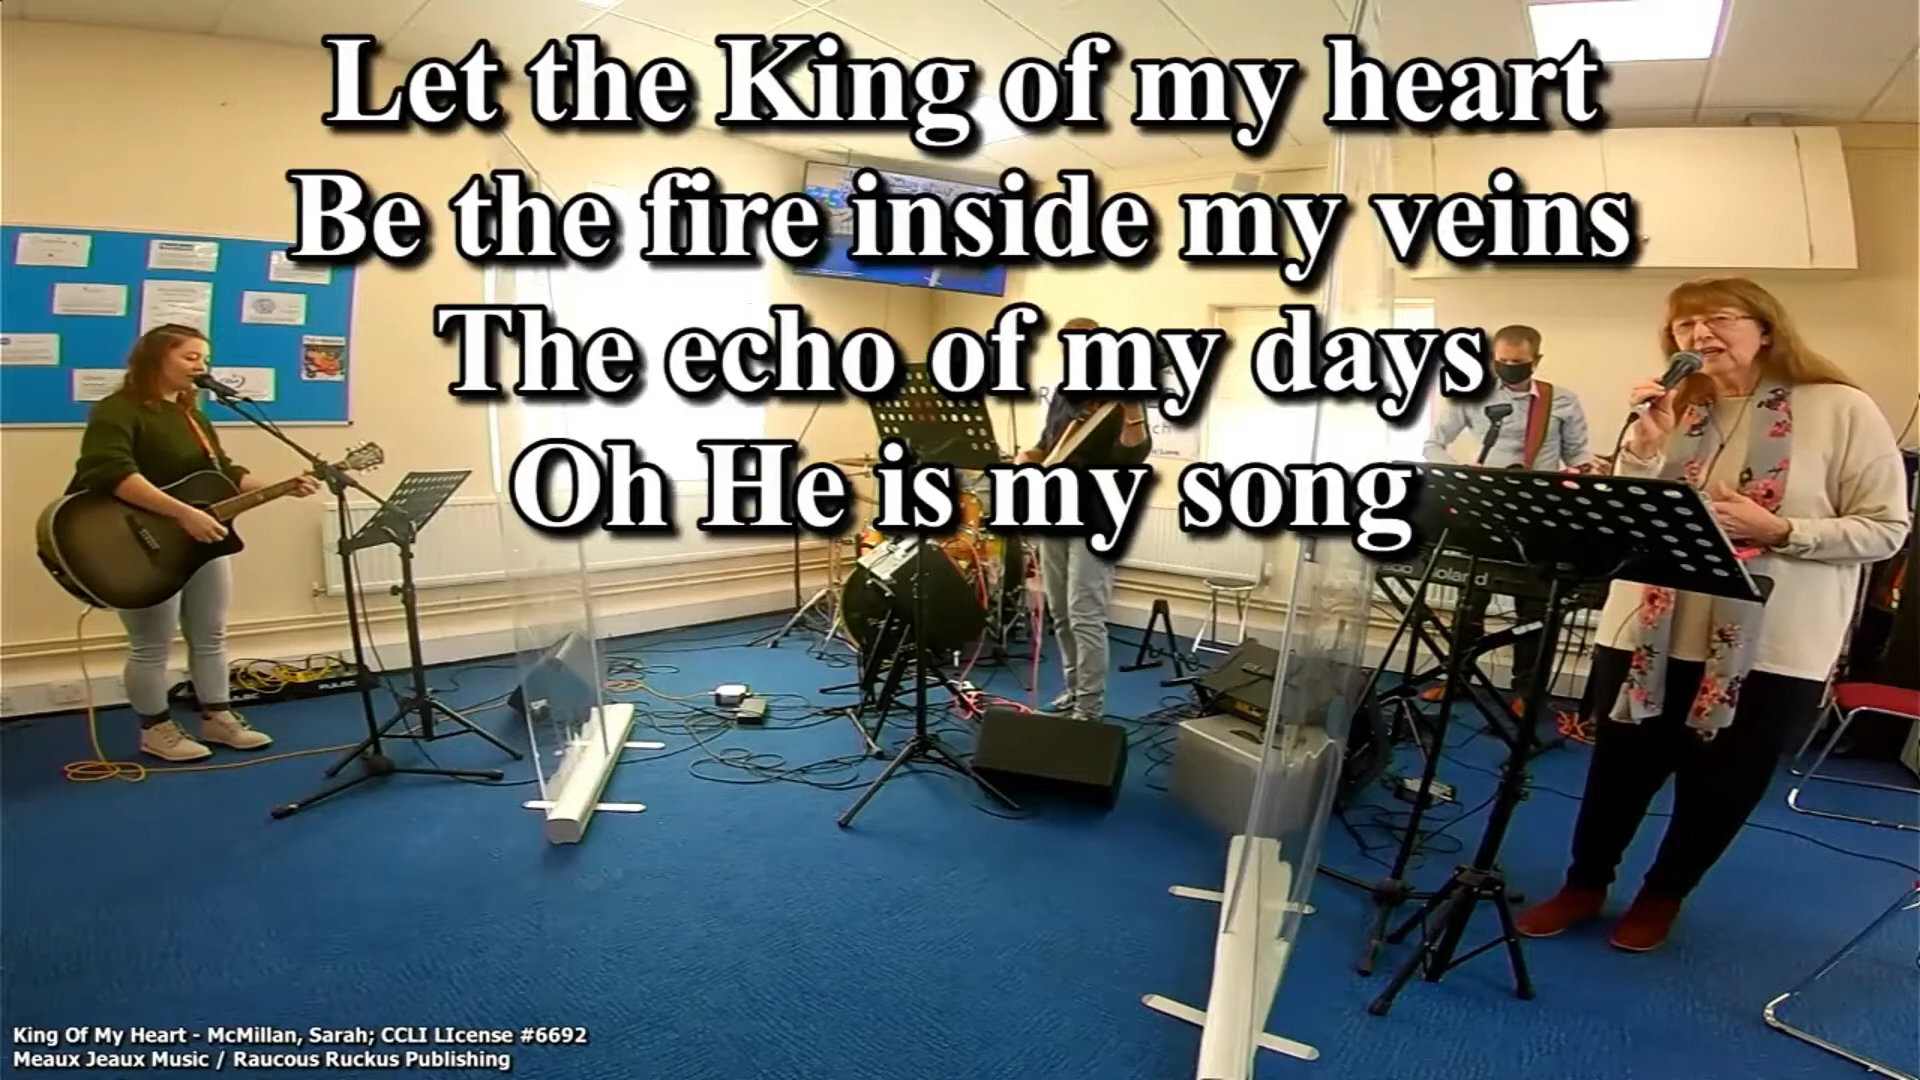 Let the King of my heart
Be the fire inside my veins
The echo of my days
Oh He is my song
Roland
King Of My Heart - McMillan, Sarah; CCLI LIcense #6692
Meaux Jeaux Music / Raucous Ruckus Publishing